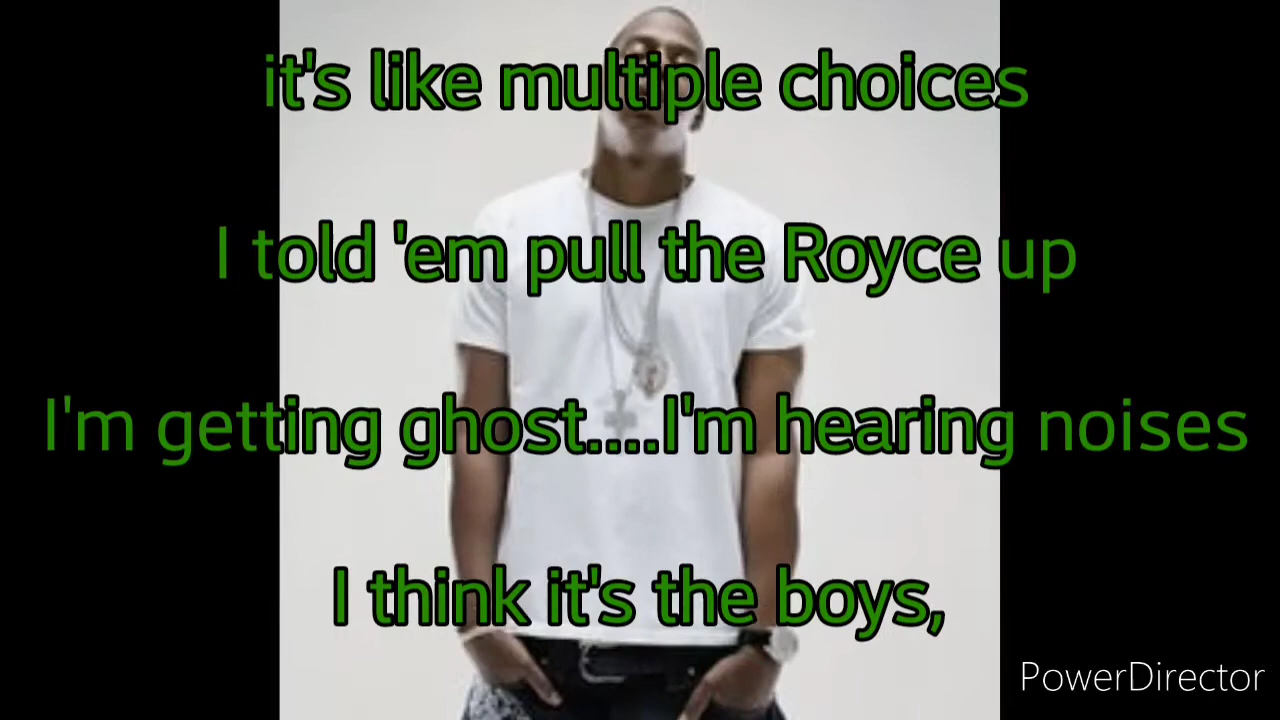 it's like multiple choices
I told 'em pull the Royce up
I'm getting ghost....I'm hearing noises
I think it's the boys,
PowerDirector